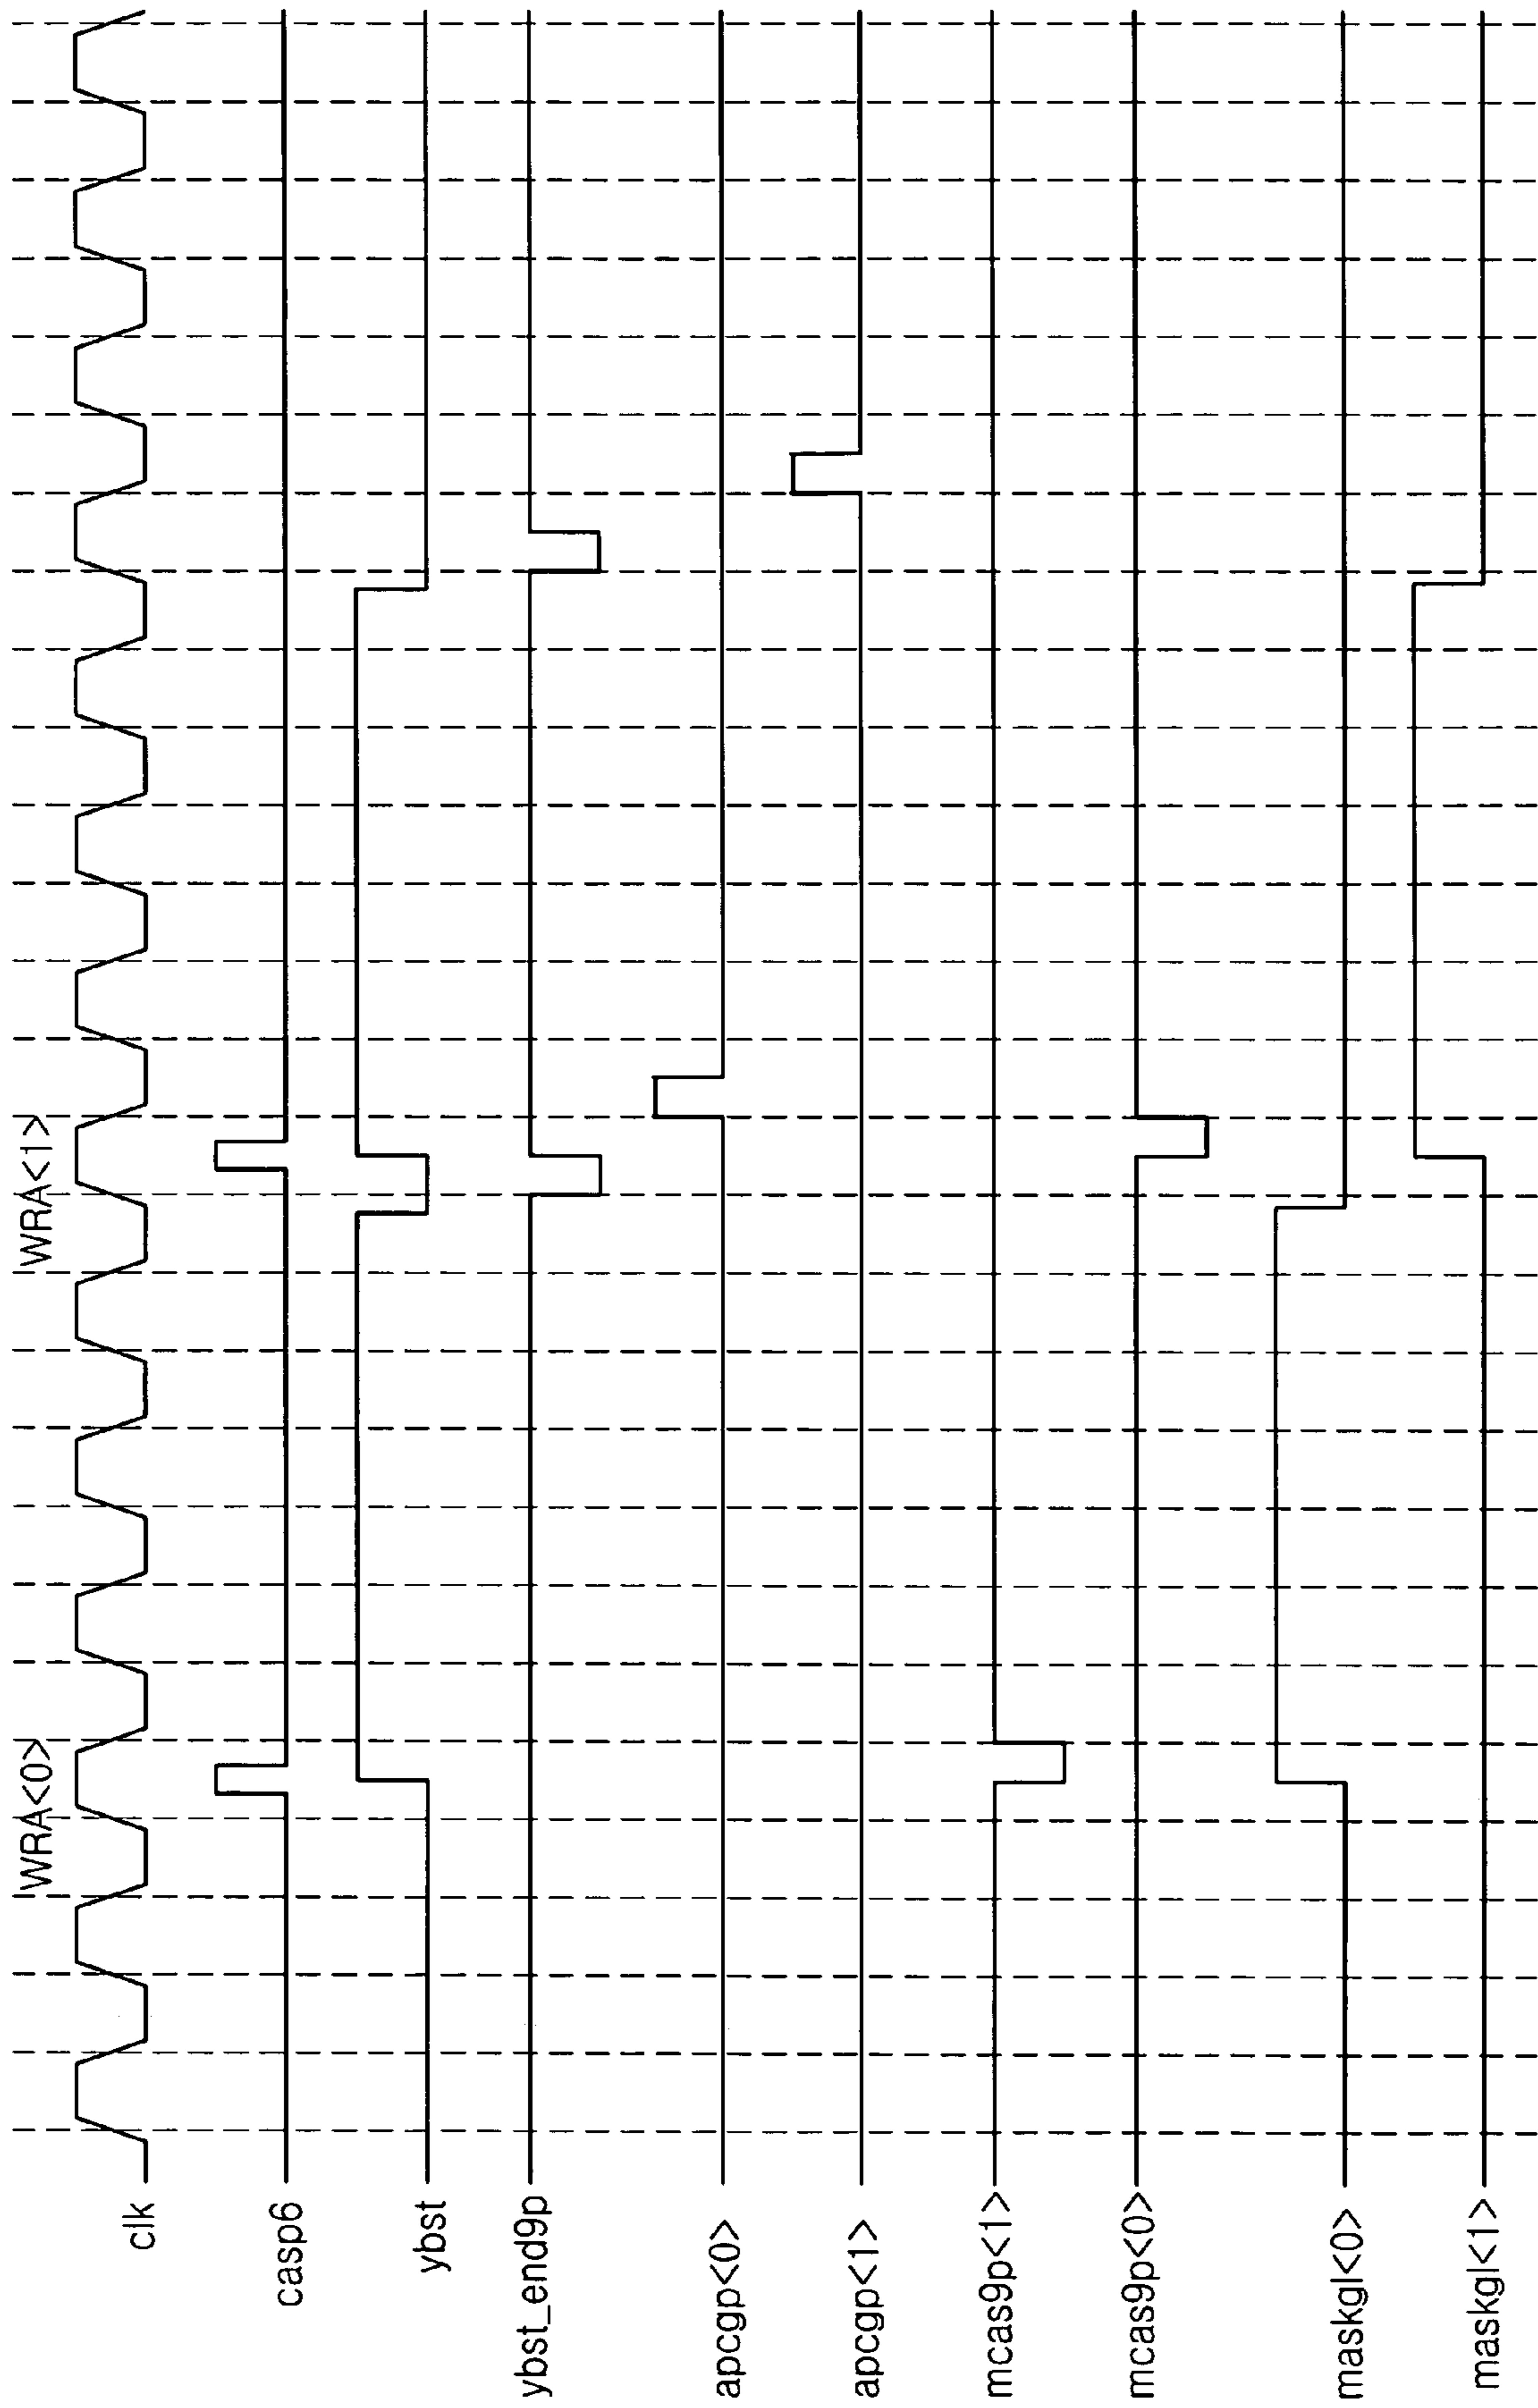 WRA<0>
WRA<1>
clk
casp6
ybst
ybst_end9p
apcgp<0>
apcgp<1>
mcas9p<1>
mcas9p<0>
maskgl<0>
maskgl<1>